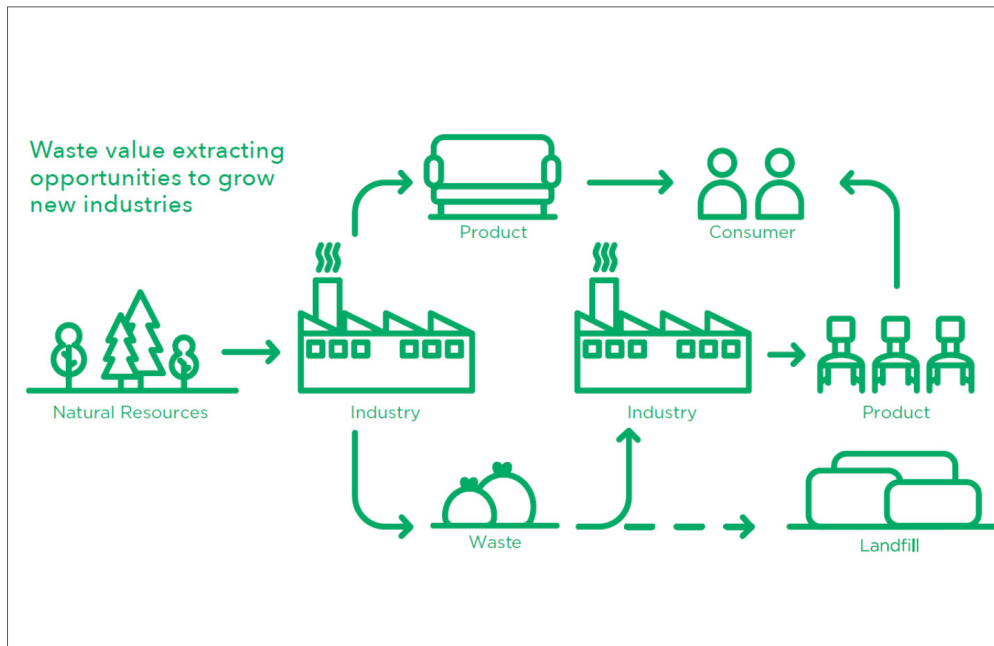 Waste value extracting
opportunities to grow
new industries
Product
Consumer
Natural Resources
Industry
Industry
Product
Waste
Landfill